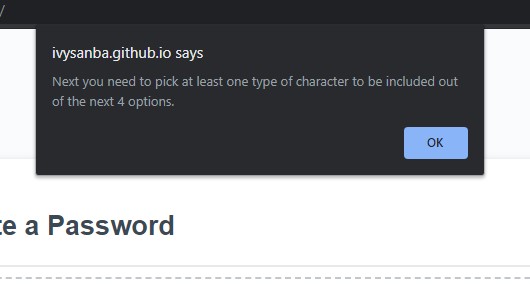 /
ivysanba.github.io says
Next you need to pick at least one type of character to be included out
of the next 4 options.
OK
te a Password